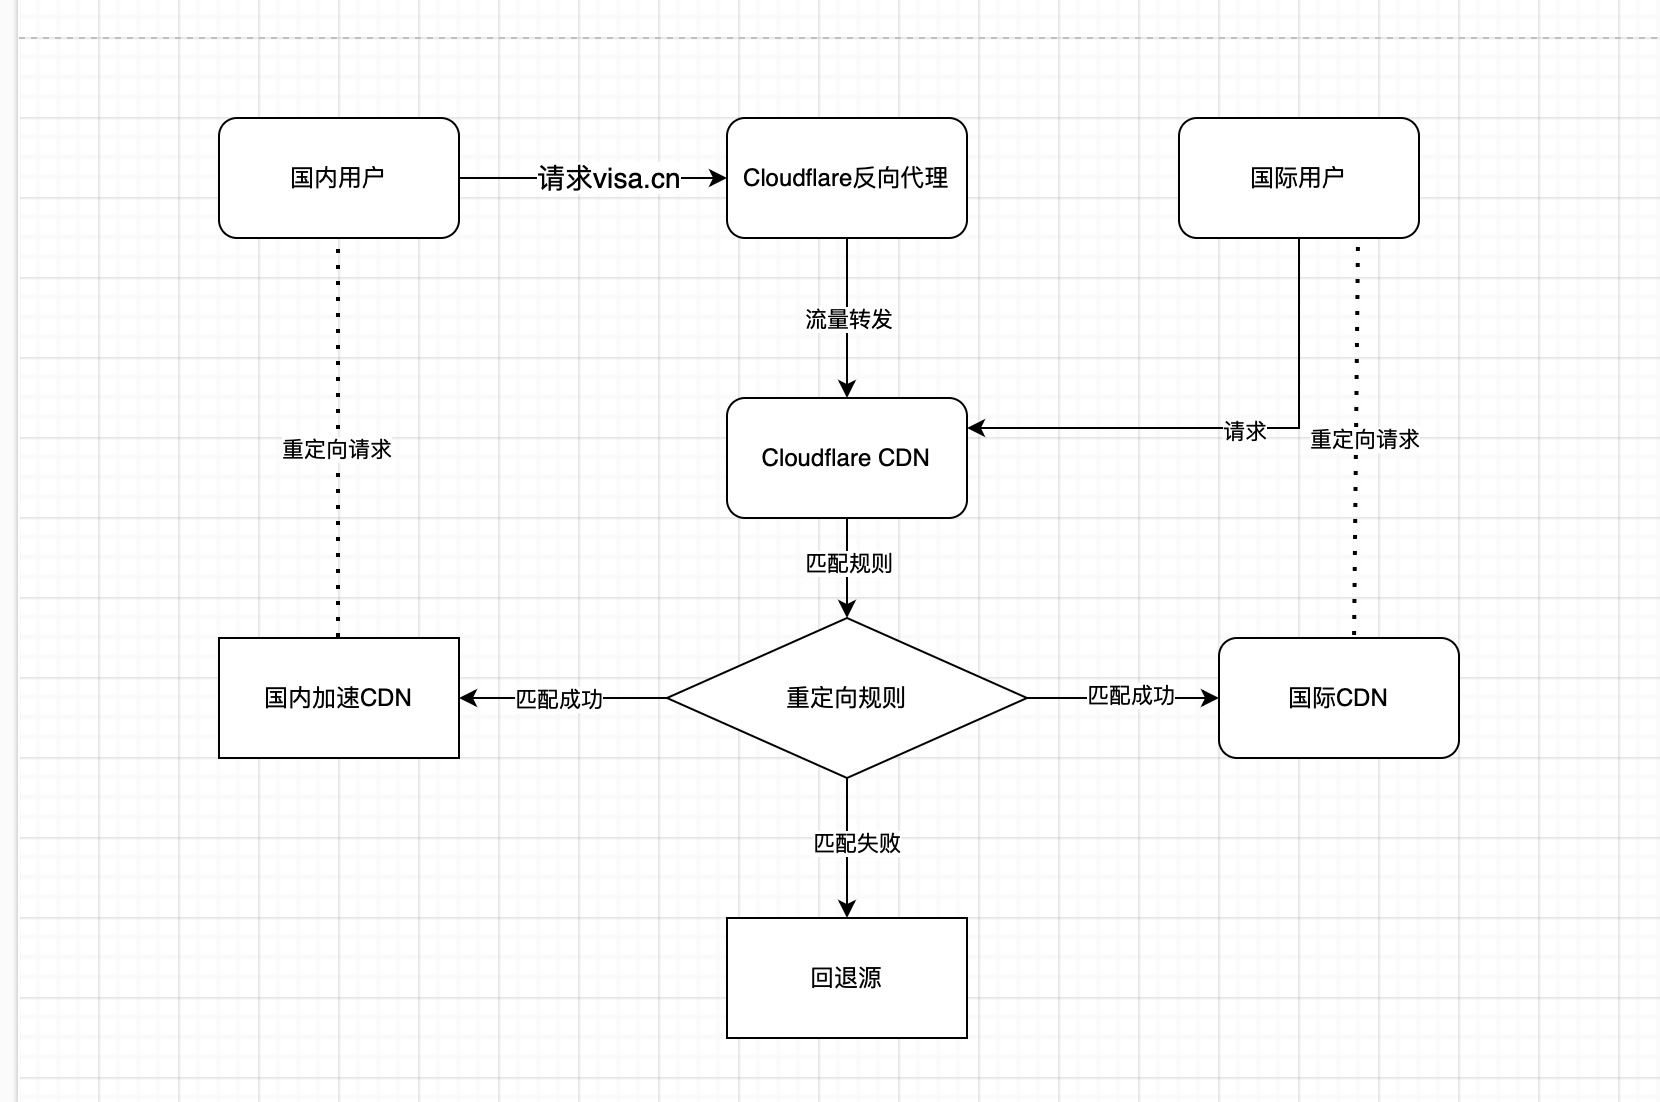 国内用户
请求visa.cn
Cloudflare反向代理
国际用户
流量转发
请求
重定向请求
重定向请求
Cloudflare CDN
匹配规则
国内加速CDN
匹配成功
重定向规则
匹配成功
国际CDN
匹配失败
回退源